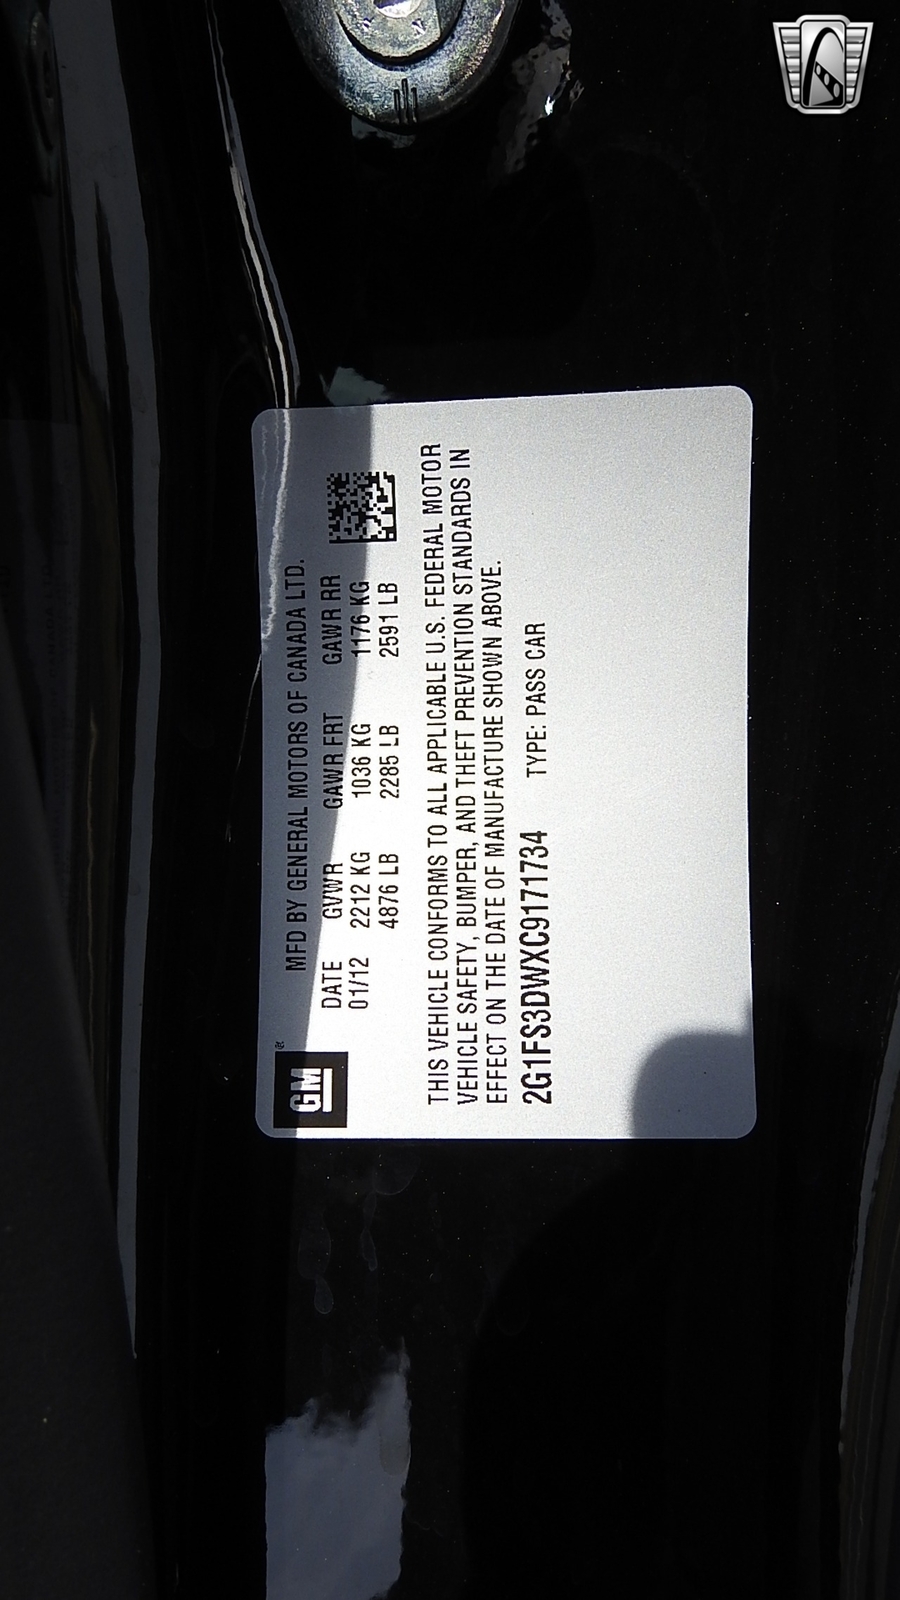 GM®
MFD BY GENERAL MOTORS OF CANADA LTD.
DATE GVWR GAWR FRT GAWR RR
01/12 2212 KG 1036 KG 1176 KG
4876 LB 2285 LB 2591 LB
THIS VEHICLE CONFORMS TO ALL APPLICABLE U.S. FEDERAL MOTOR
VEHICLE SAFETY, BUMPER, AND THEFT PREVENTION STANDARDS IN
EFFECT ON THE DATE OF MANUFACTURE SHOWN ABOVE.
2G1FS3DWXC9171734 TYPE: PASS CAR